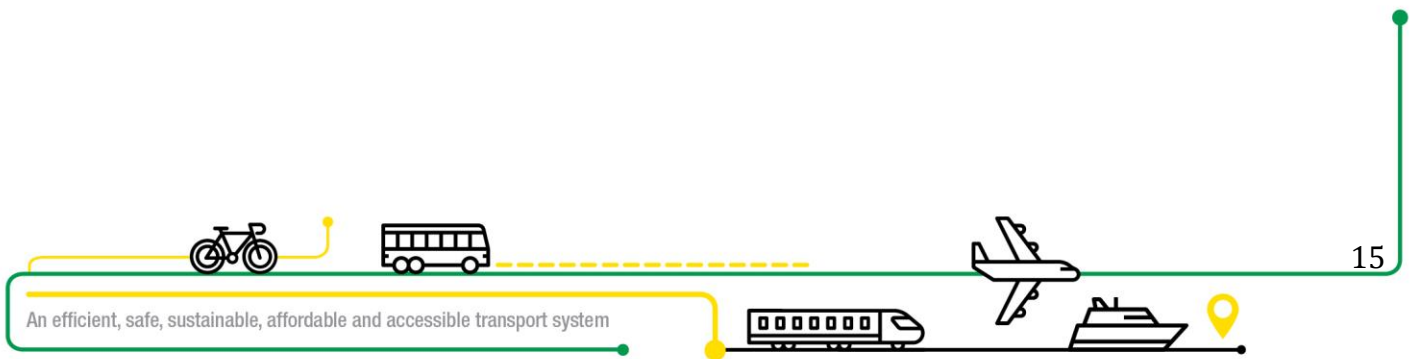 15
An efficient, safe, sustainable, affordable and accessible transport system